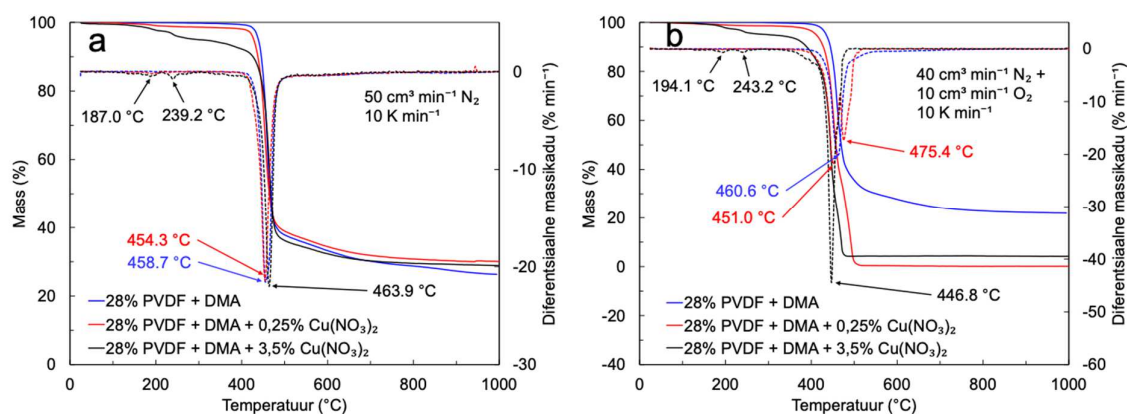 a
100
90
80
70
60
50
40
30
20
10
0
Mass (%)
0
-10
-20
-30
Diferentsiaalne massikadu (% min⁻¹)
187.0 °C
239.2 °C
50 cm³ min⁻¹ N₂
10 K min⁻¹
454.3 °C
458.7 °C
463.9 °C
28% PVDF + DMA
28% PVDF + DMA + 0,25% Cu(NO₃)₂
28% PVDF + DMA + 3,5% Cu(NO₃)₂
0 200 400 600 800 1000
Temperatuur (°C)
b
100
80
60
40
20
0
-20
-40
Mass (%)
0
-10
-20
-30
-40
-50
-60
Diferentsiaalne massikadu (% min⁻¹)
194.1 °C
243.2 °C
40 cm³ min⁻¹ N₂ +
10 cm³ min⁻¹ O₂
10 K min⁻¹
475.4 °C
460.6 °C
451.0 °C
446.8 °C
28% PVDF + DMA
28% PVDF + DMA + 0,25% Cu(NO₃)₂
28% PVDF + DMA + 3,5% Cu(NO₃)₂
0 200 400 600 800 1000
Temperatuur (°C)